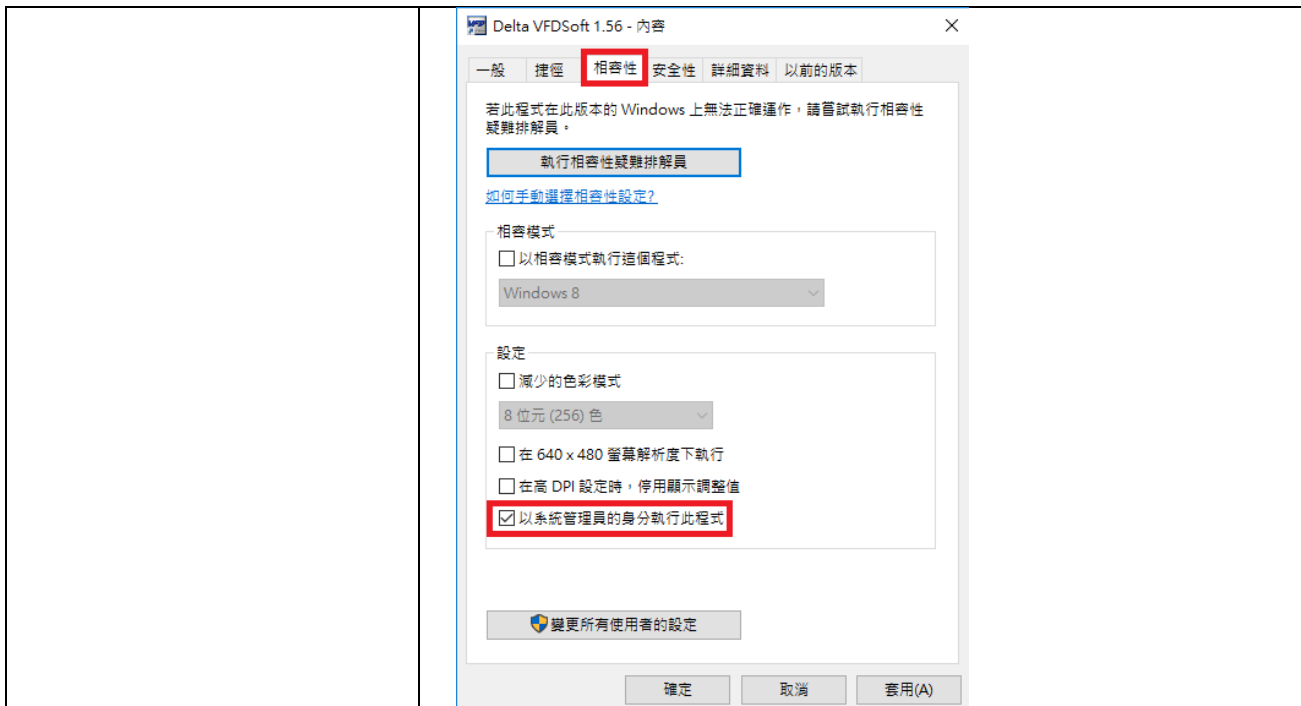 Delta VFDSoft 1.56 - 內容
一般 捷徑 相容性 安全性 詳細資料 以前的版本
若此程式在此版本的 Windows 上無法正確運作，請嘗試執行相容性
疑難排解員。
執行相容性疑難排解員
如何手動選擇相容性設定?
相容模式
以相容模式執行這個程式:
Windows 8
設定
減少的色彩模式
8 位元 (256) 色
在 640 x 480 螢幕解析度下執行
在高 DPI 設定時，停用顯示調整值
以系統管理員的身分執行此程式
變更所有使用者的設定
確定 取消 套用(A)